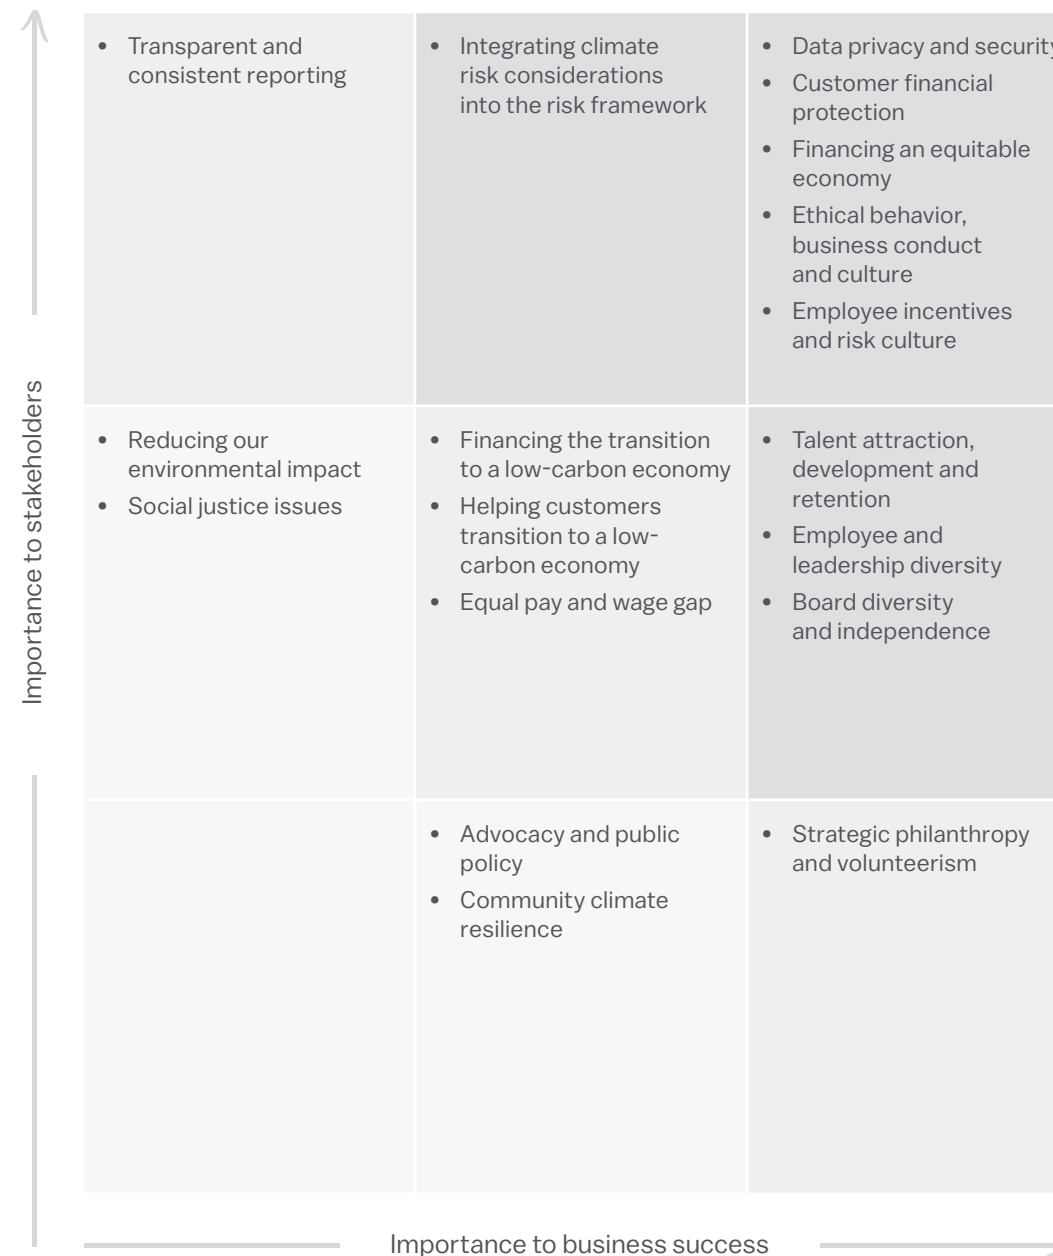 • Transparent and
consistent reporting
• Integrating climate
risk considerations
into the risk framework
• Data privacy and security
• Customer financial
protection
• Financing an equitable
economy
• Ethical behavior,
business conduct
and culture
• Employee incentives
and risk culture
Importance to stakeholders
• Reducing our
environmental impact
• Social justice issues
• Financing the transition
to a low-carbon economy
• Helping customers
transition to a low-
carbon economy
• Equal pay and wage gap
• Talent attraction,
development and
retention
• Employee and
leadership diversity
• Board diversity
and independence
• Advocacy and public
policy
• Community climate
resilience
• Strategic philanthropy
and volunteerism
Importance to business success